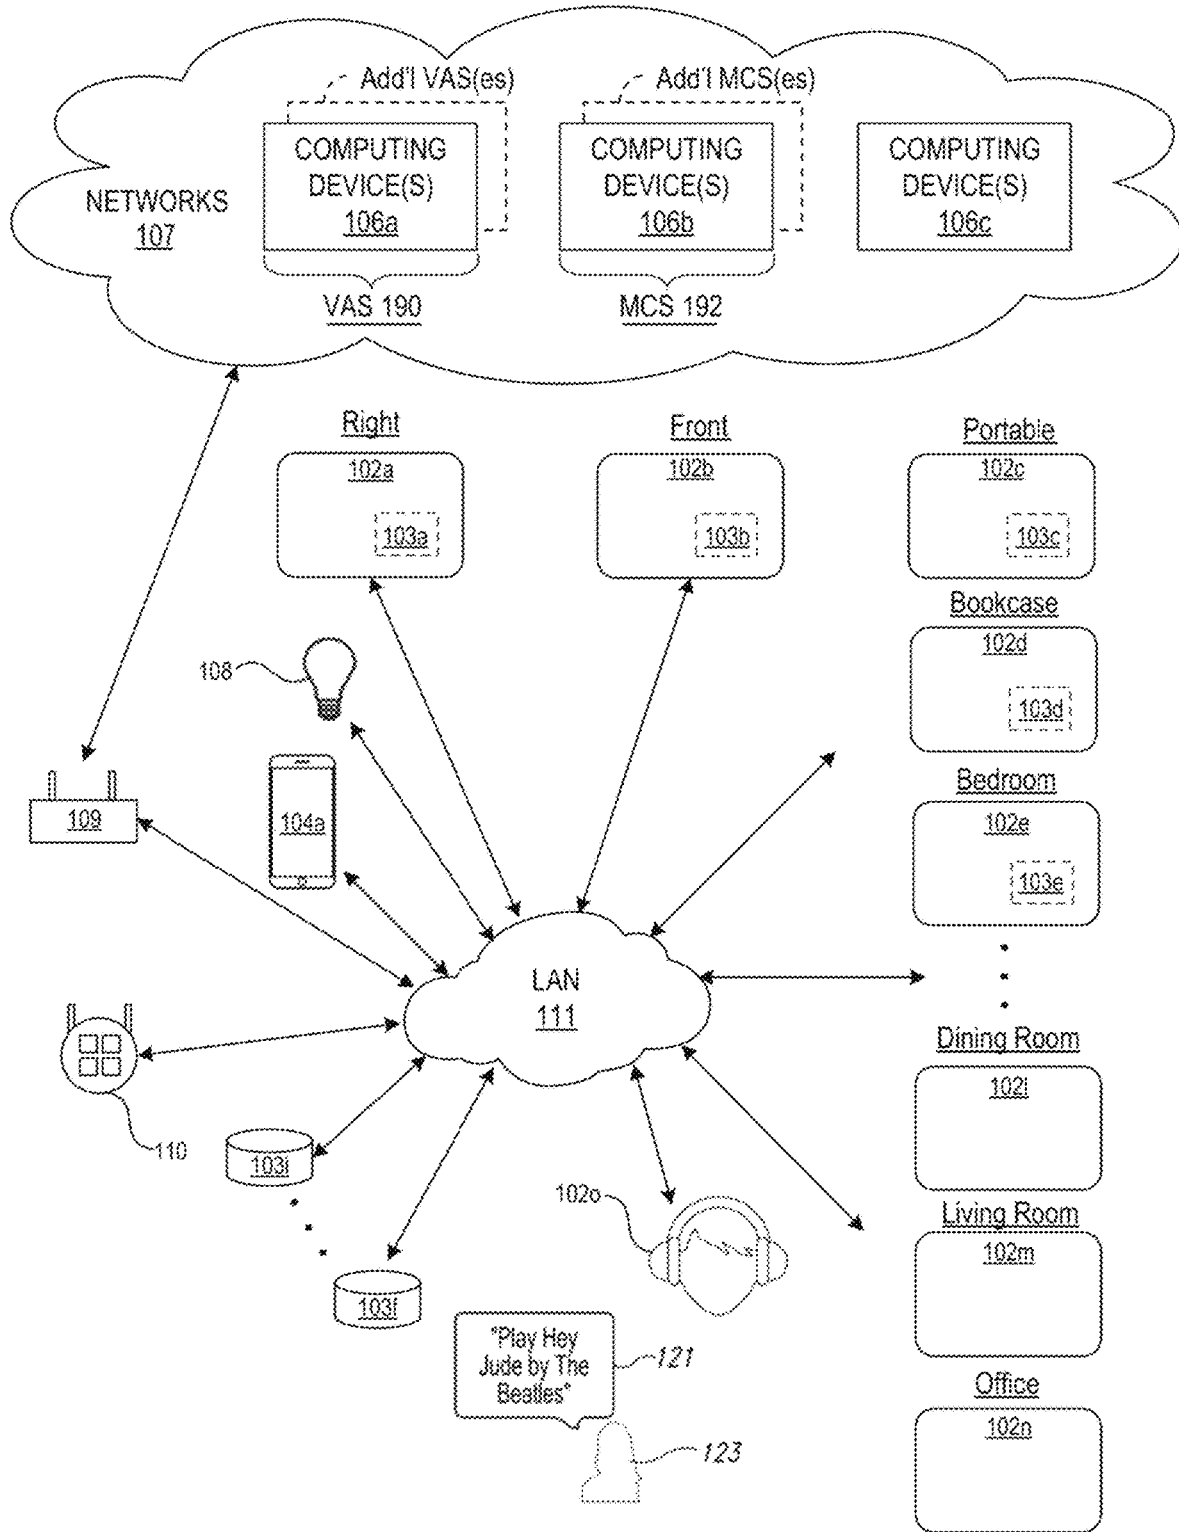 Add'l VAS(es)
Add'l MCS(es)
COMPUTING
DEVICE(S)
106a
COMPUTING
DEVICE(S)
106b
COMPUTING
DEVICE(S)
106c
NETWORKS
107
VAS 190
MCS 192
Right
102a
103a
Front
102b
103b
Portable
102c
103c
Bookcase
102d
103d
108
104a
109
Bedroom
102e
103e
LAN
111
110
Dining Room
102l
103i
102o
Living Room
102m
103f
"Play Hey
Jude by The
Beatles"
121
123
Office
102n